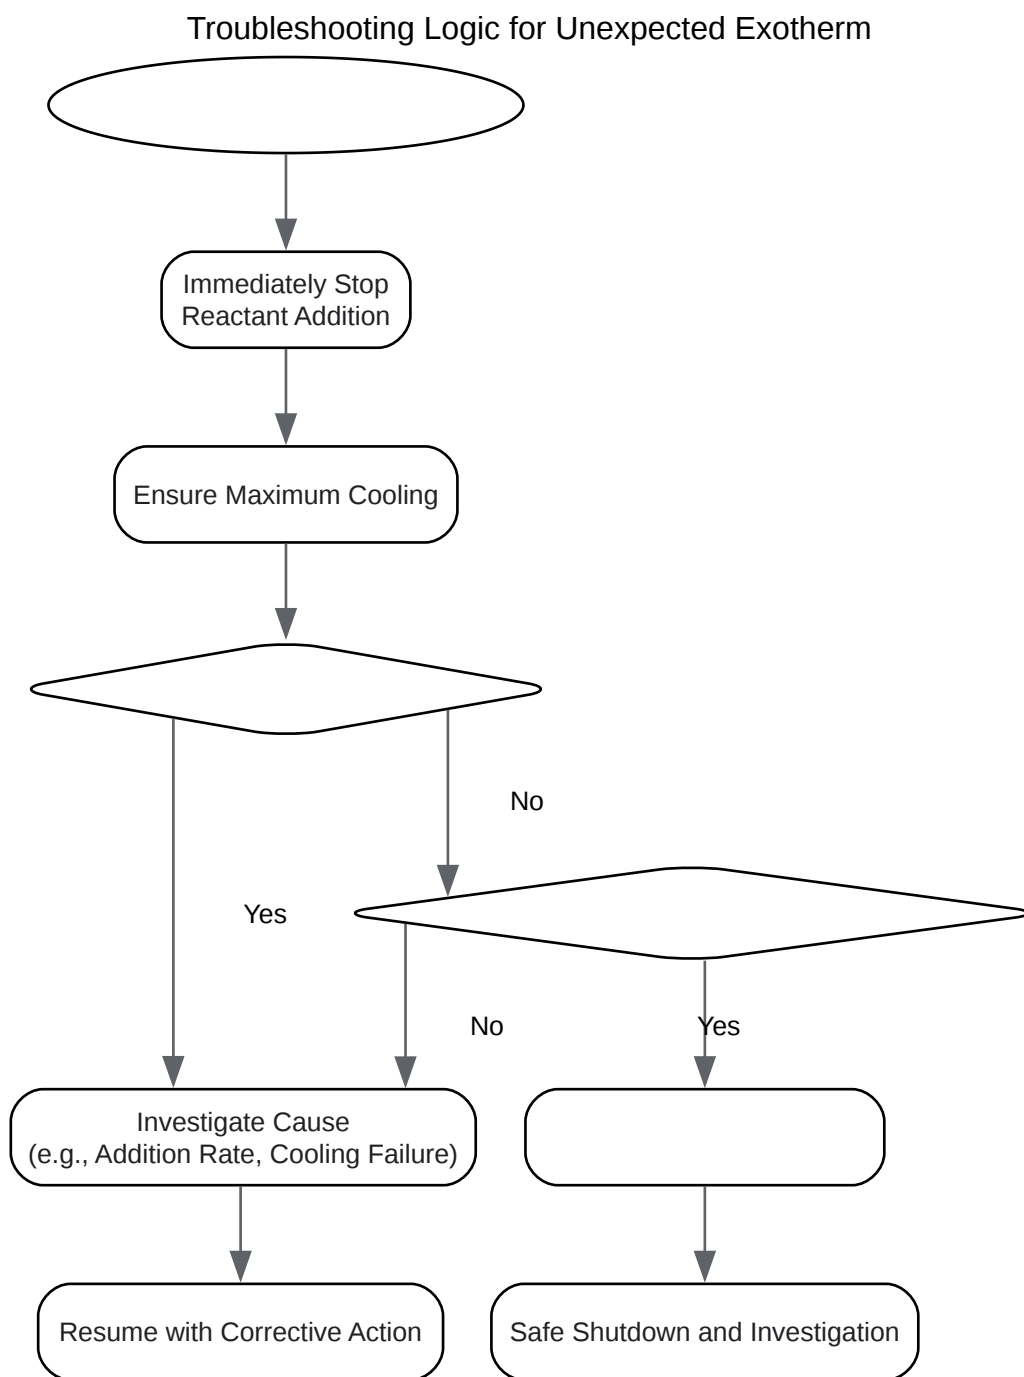 Troubleshooting Logic for Unexpected Exotherm
Immediately Stop
Reactant Addition
Ensure Maximum Cooling
No
Yes
No
Yes
Investigate Cause
(e.g., Addition Rate, Cooling Failure)
Resume with Corrective Action
Safe Shutdown and Investigation